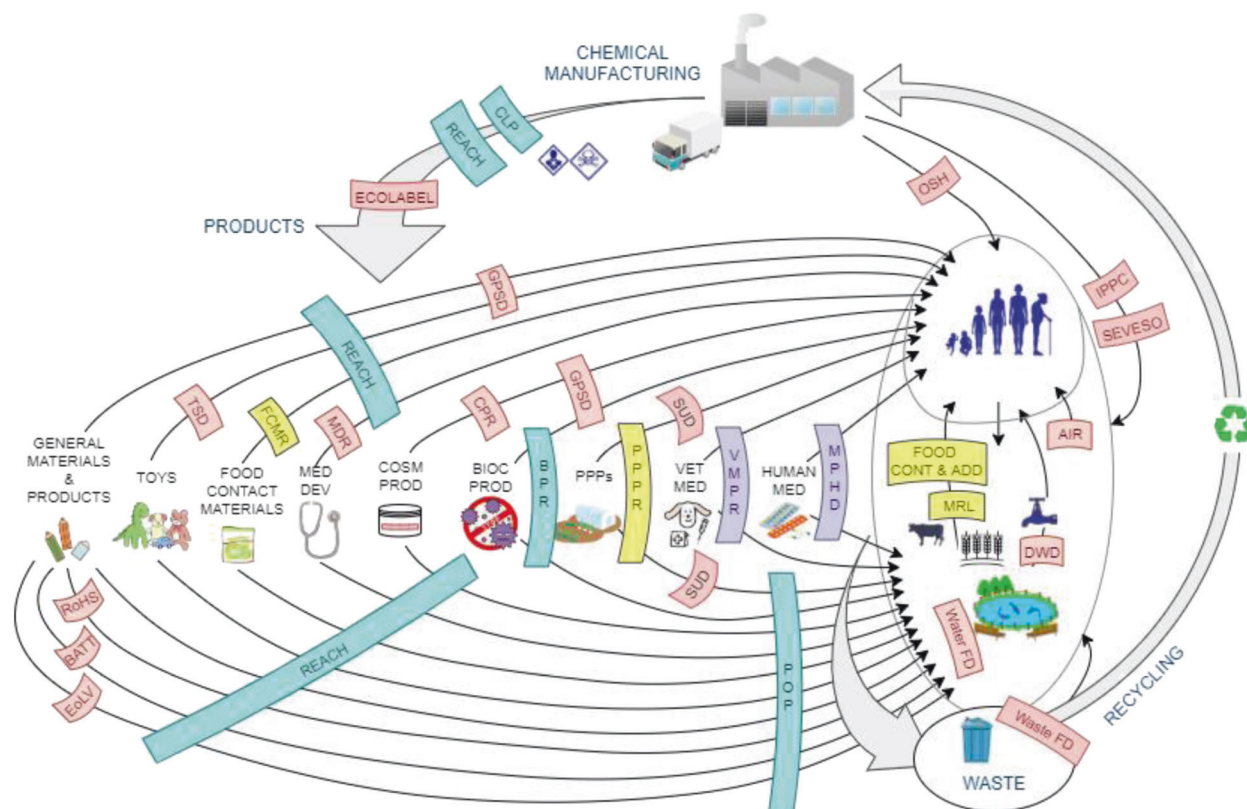 CHEMICAL
MANUFACTURING
CLP
REACH
ECOLABEL
PRODUCTS
OSH
IPPC
SEVESO
GPSD
REACH
TSD
FCMR
MDR
CPR
GPSD
SUD
BPR
PPPR
VMPR
MPHD
GENERAL
MATERIALS
&
PRODUCTS
TOYS
FOOD
CONTACT
MATERIALS
MED
DEV
COSM
PROD
BIOC
PROD
PPPs
VET
MED
HUMAN
MED
AIR
FOOD
CONT & ADD
MRL
DWD
SUD
RoHS
BATT
EoLV
REACH
POP
Water FD
Waste FD
WASTE
RECYCLING